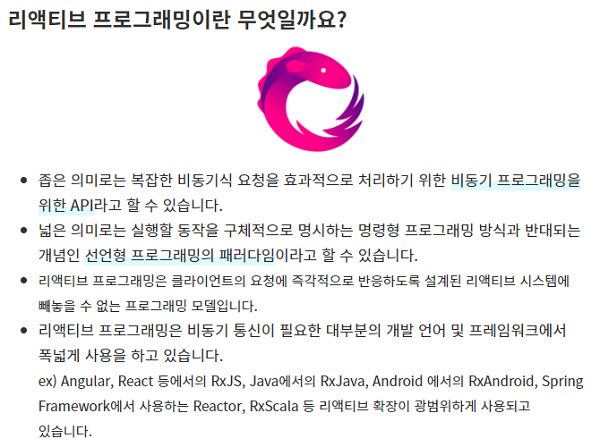 리액티브 프로그래밍이란 무엇일까요?
• 좁은 의미로는 복잡한 비동기식 요청을 효과적으로 처리하기 위한 비동기 프로그래밍을
위한 API라고 할 수 있습니다.
• 넓은 의미로는 실행할 동작을 구체적으로 명시하는 명령형 프로그래밍 방식과 반대되는
개념인 선언형 프로그래밍의 패러다임이라고 할 수 있습니다.
• 리액티브 프로그래밍은 클라이언트의 요청에 즉각적으로 반응하도록 설계된 리액티브 시스템에
빼놓을 수 없는 프로그래밍 모델입니다.
• 리액티브 프로그래밍은 비동기 통신이 필요한 대부분의 개발 언어 및 프레임워크에서
폭넓게 사용을 하고 있습니다.
ex) Angular, React 등에서의 RxJS, Java에서의 RxJava, Android 에서의 RxAndroid, Spring
Framework에서 사용하는 Reactor, RxScala 등 리액티브 확장이 광범위하게 사용되고
있습니다.